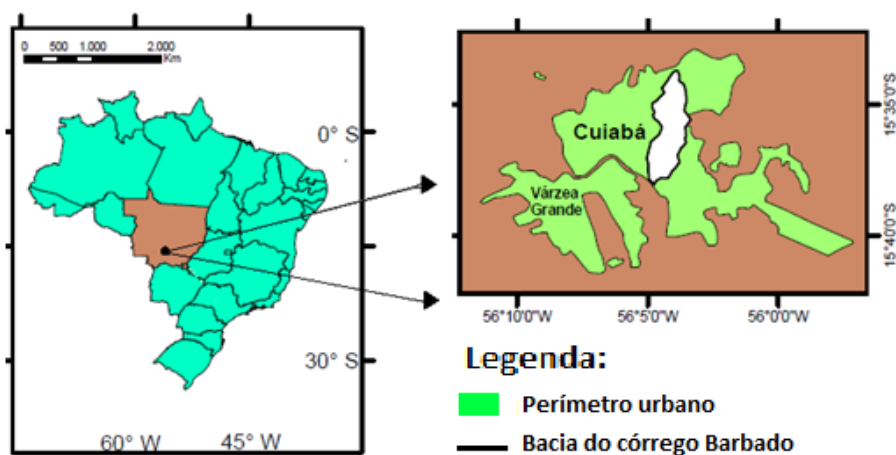 0 500 1.000 2.000
Km
0° S
30° S
60° W 45° W
Cuiabá
Várzea
Grande
15°35'0"S
15°40'0"S
56°10'0"W 56°5'0"W 56°0'0"W
Legenda:
Perímetro urbano
Bacia do córrego Barbado